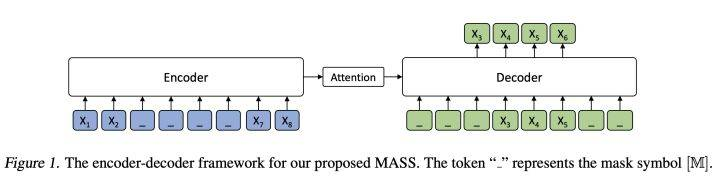 X₃ X₄ X₅ X₆
Encoder Attention Decoder
X₁ X₂ _ _ _ _ X₇ X₈ _ _ _ X₃ X₄ X₅ _ _
Figure 1. The encoder-decoder framework for our proposed MASS. The token “_” represents the mask symbol [𝕄].